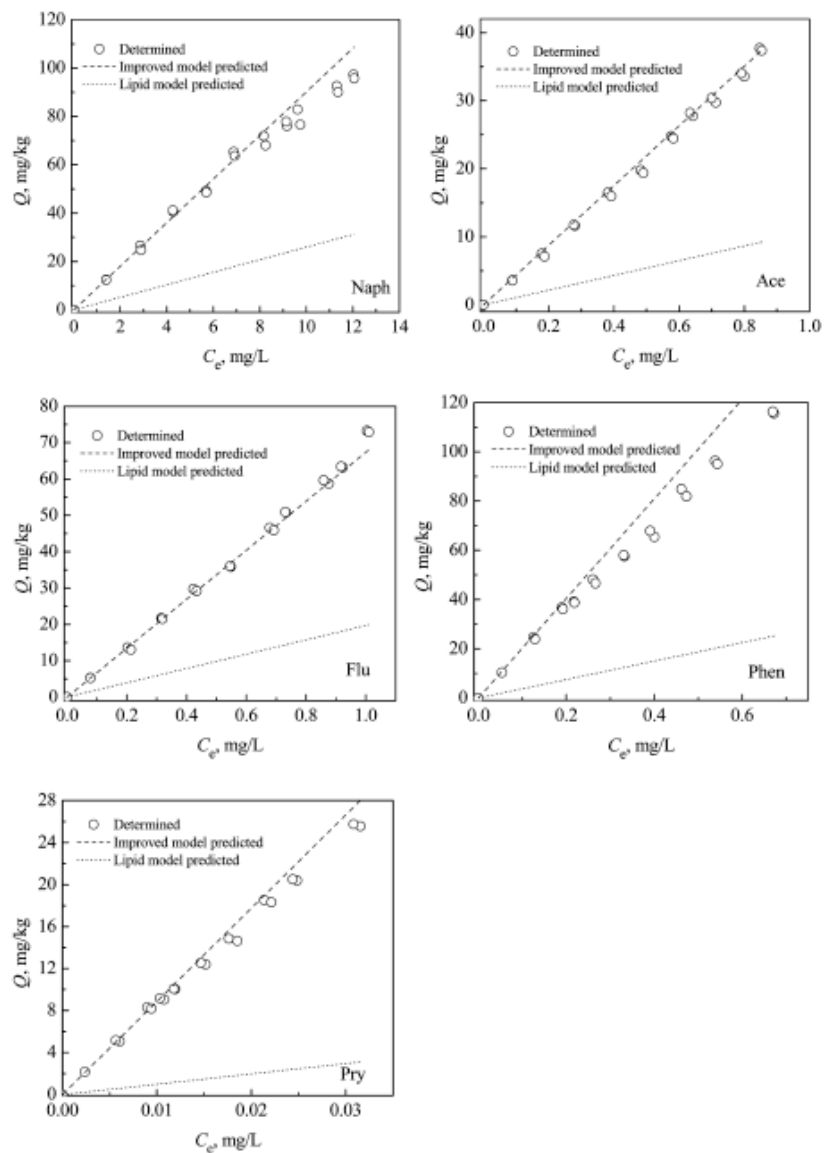 120
100
80
60
40
20
0
Q, mg/kg
Determined
Improved model predicted
Lipid model predicted
Naph
0 2 4 6 8 10 12 14
Cₑ, mg/L
40
30
20
10
0
Q, mg/kg
Determined
Improved model predicted
Lipid model predicted
Ace
0.0 0.2 0.4 0.6 0.8 1.0
Cₑ, mg/L
80
70
60
50
40
30
20
10
0
Q, mg/kg
Determined
Improved model predicted
Lipid model predicted
Flu
0.0 0.2 0.4 0.6 0.8 1.0
Cₑ, mg/L
120
100
80
60
40
20
0
Q, mg/kg
Determined
Improved model predicted
Lipid model predicted
Phen
0.0 0.2 0.4 0.6
Cₑ, mg/L
28
24
20
16
12
8
4
0
Q, mg/kg
Determined
Improved model predicted
Lipid model predicted
Pry
0.00 0.01 0.02 0.03
Cₑ, mg/L